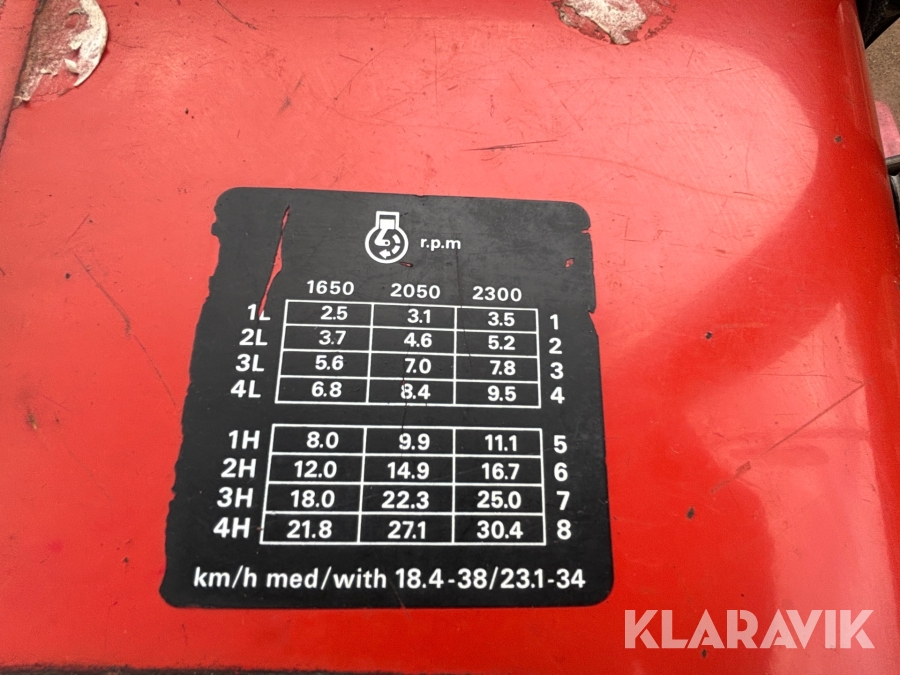 r.p.m
1650 2050 2300
1L 2.5 3.1 3.5 1
2L 3.7 4.6 5.2 2
3L 5.6 7.0 7.8 3
4L 6.8 8.4 9.5 4
1H 8.0 9.9 11.1 5
2H 12.0 14.9 16.7 6
3H 18.0 22.3 25.0 7
4H 21.8 27.1 30.4 8
km/h med/with 18.4-38/23.1-34
KLARAVIK